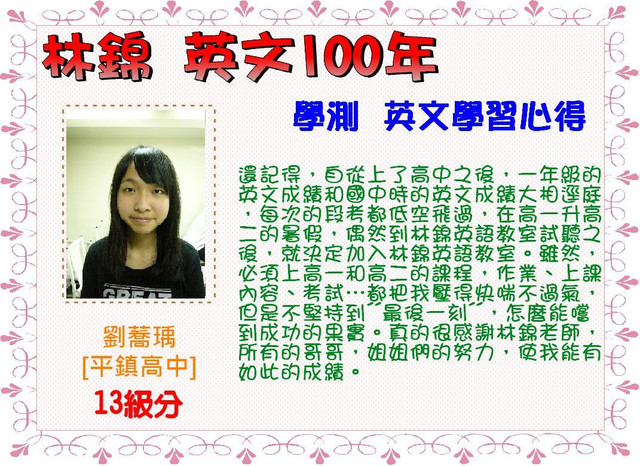 林錦 英文100年
學測 英文學習心得
還記得，自從上了高中之後，一年級的
英文成績和國中時的英文成績大相逕庭
，每次的段考都低空飛過，在高一升高
二的暑假，偶然到林錦英語教室試聽之
後，就決定加入林錦英語教室。雖然，
必須上高一和高二的課程，作業、上課
內容、考試…都把我壓得快喘不過氣，
但是不堅持到"最後一刻"，怎麼能嚐
到成功的果實。真的很感謝林錦老師，
所有的哥哥，姐姐們的努力，使我能有
如此的成績。
GREAT
劉蕎瑀
[平鎮高中]
13級分